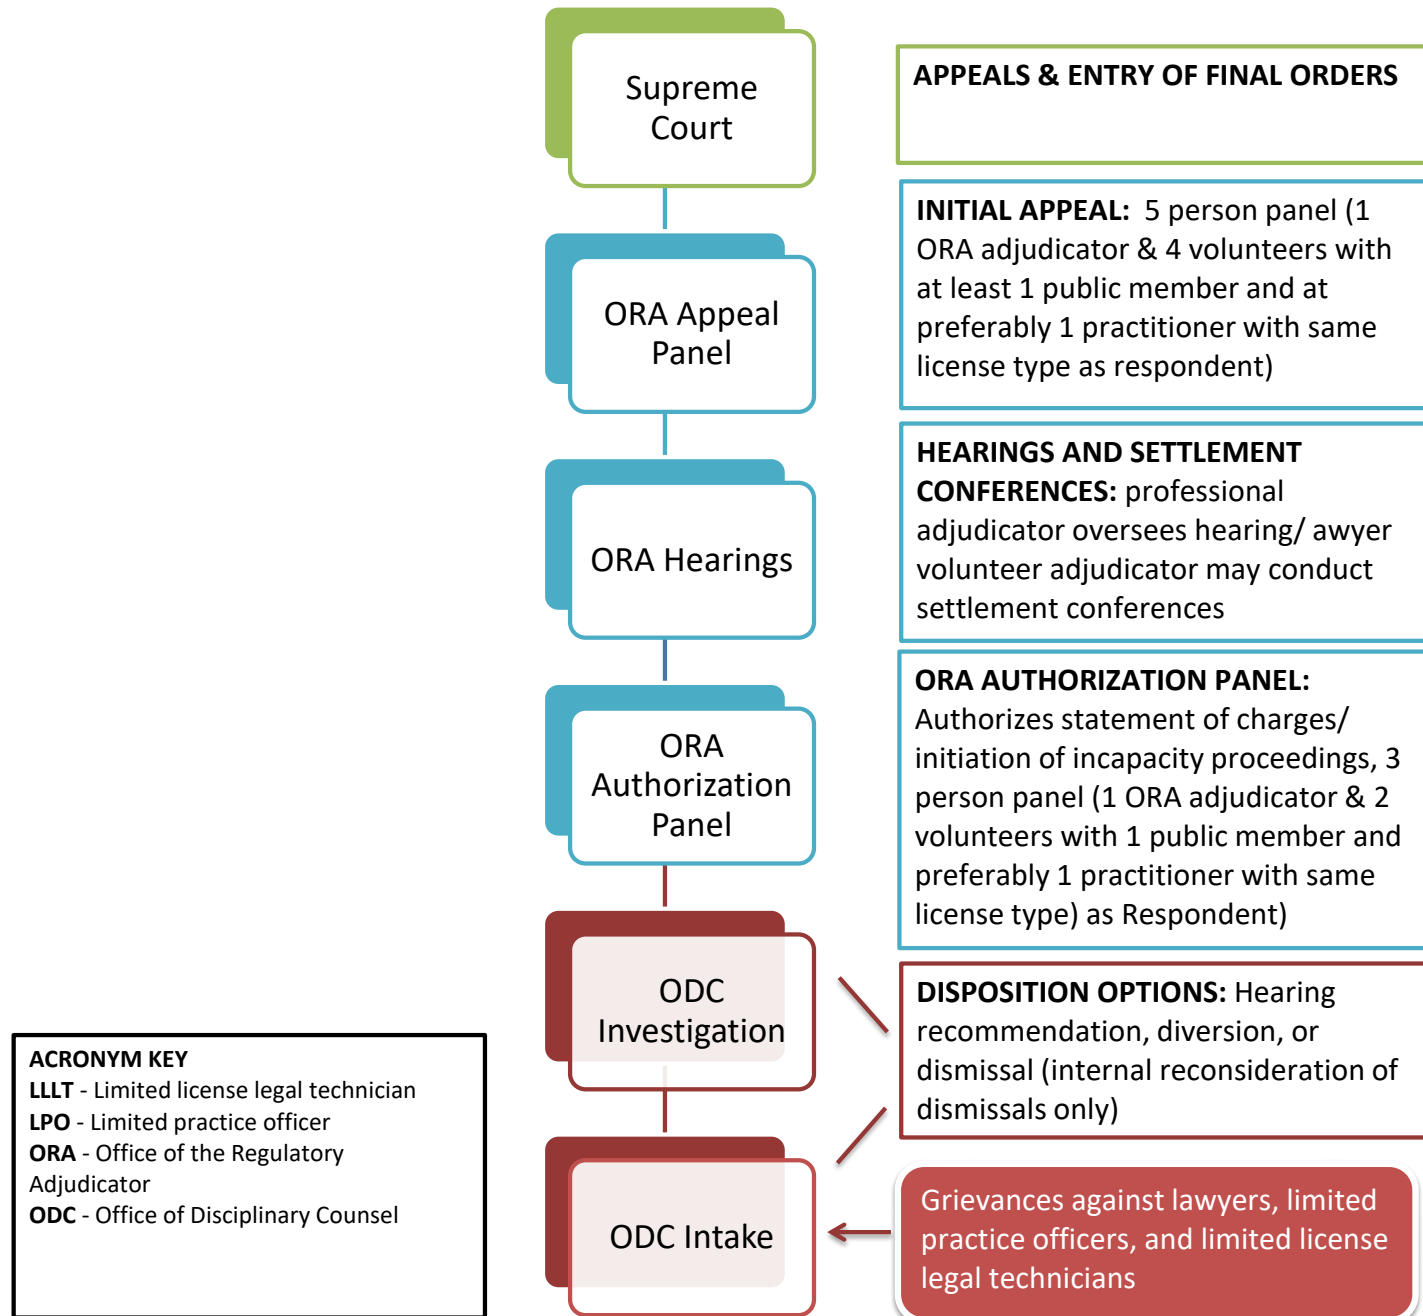 Supreme
Court
APPEALS & ENTRY OF FINAL ORDERS
ORA Appeal
Panel
INITIAL APPEAL: 5 person panel (1
ORA adjudicator & 4 volunteers with
at least 1 public member and at
preferably 1 practitioner with same
license type as respondent)
ORA Hearings
HEARINGS AND SETTLEMENT
CONFERENCES: professional
adjudicator oversees hearing/ awyer
volunteer adjudicator may conduct
settlement conferences
ORA
Authorization
Panel
ORA AUTHORIZATION PANEL:
Authorizes statement of charges/
initiation of incapacity proceedings, 3
person panel (1 ORA adjudicator & 2
volunteers with 1 public member and
preferably 1 practitioner with same
license type) as Respondent)
ODC
Investigation
DISPOSITION OPTIONS: Hearing
recommendation, diversion, or
dismissal (internal reconsideration of
dismissals only)
ACRONYM KEY
LLLT - Limited license legal technician
LPO - Limited practice officer
ORA - Office of the Regulatory
Adjudicator
ODC - Office of Disciplinary Counsel
ODC Intake
Grievances against lawyers, limited
practice officers, and limited license
legal technicians